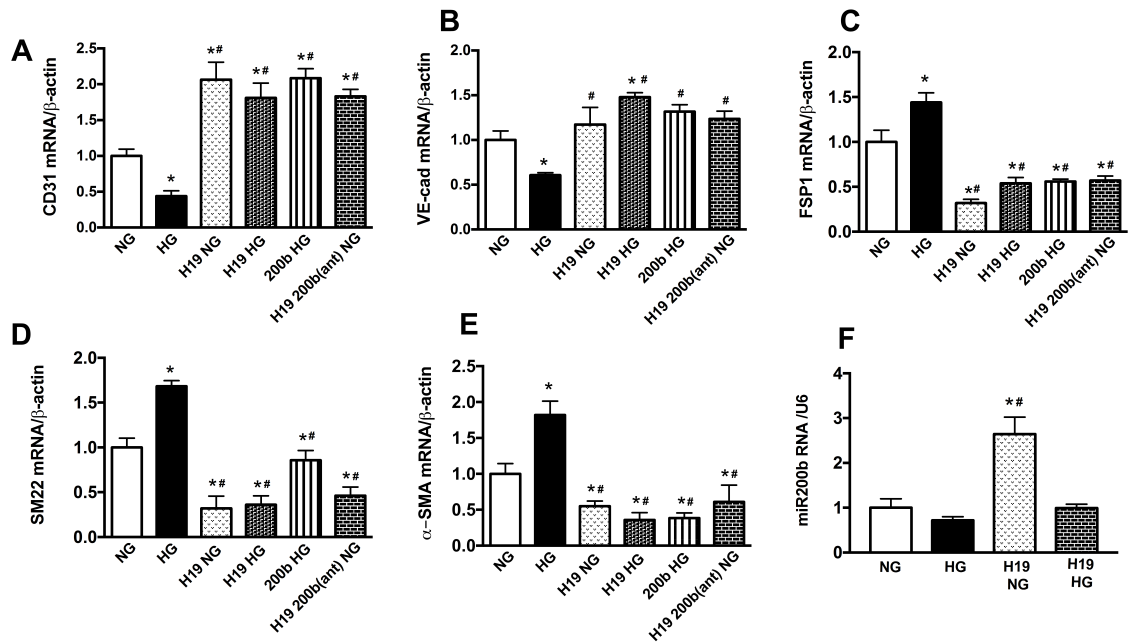 A
CD31 mRNA/β-actin
2.5
2.0
1.5
1.0
0.5
0.0
*
*#
*#
*#
*#
NG
HG
H19 NG
H19 HG
200b HG
H19 200b(ant) NG
B
VE-cad mRNA/β-actin
2.0
1.5
1.0
0.5
0.0
*
#
*#
#
#
NG
HG
H19 NG
H19 HG
200b HG
H19 200b(ant) NG
C
FSP1 mRNA/β-actin
2.0
1.5
1.0
0.5
0.0
*
*#
*#
*#
*#
NG
HG
H19 NG
H19 HG
200b HG
H19 200b(ant) NG
D
SM22 mRNA/β-actin
2.0
1.5
1.0
0.5
0.0
*
*#
*#
*#
*#
NG
HG
H19 NG
H19 HG
200b HG
H19 200b(ant) NG
E
α−SMA mRNA/β-actin
2.5
2.0
1.5
1.0
0.5
0.0
*
*#
*#
*#
*#
NG
HG
H19 NG
H19 HG
200b HG
H19 200b(ant) NG
F
miR200b RNA /U6
4
3
2
1
0
*#
NG
HG
H19
NG
H19
HG